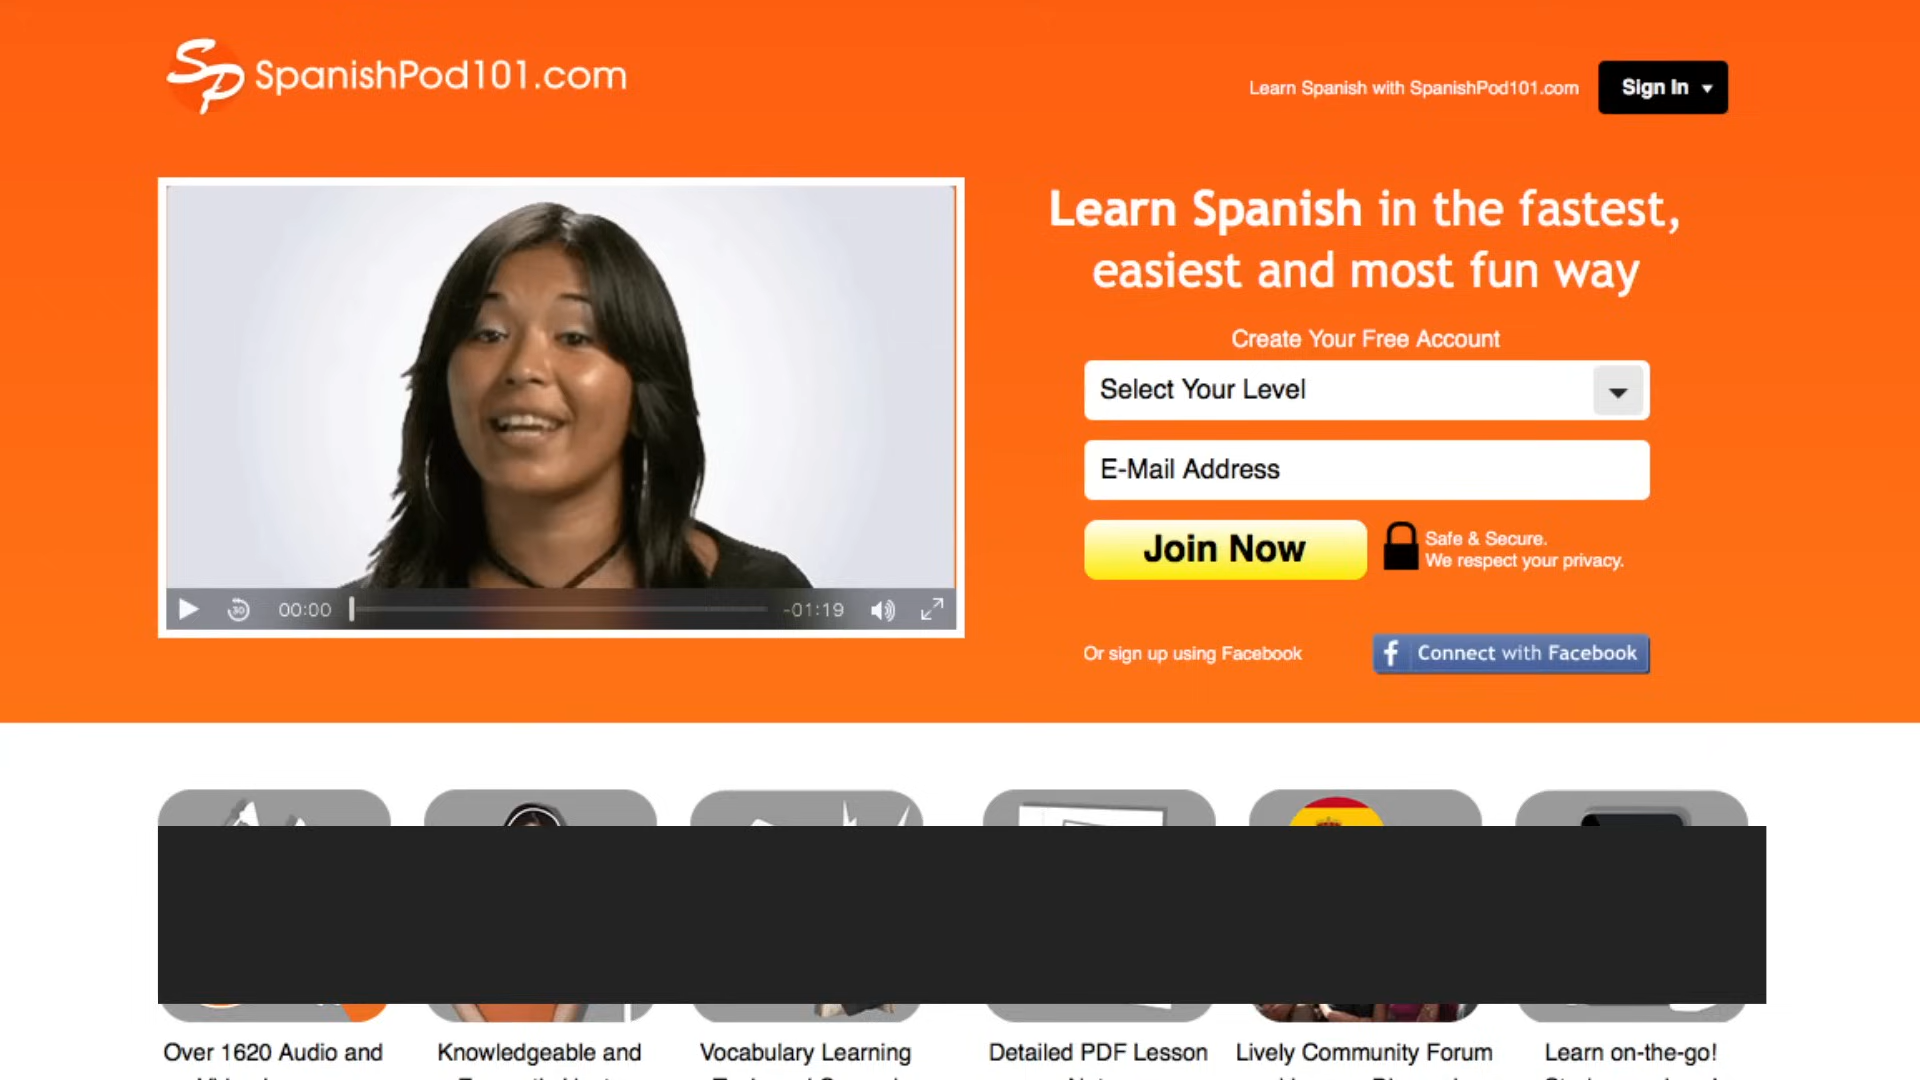 SP SpanishPod101.com
Learn Spanish with SpanishPod101.com
Sign In
Learn Spanish in the fastest,
easiest and most fun way
Create Your Free Account
Select Your Level
E-Mail Address
Join Now
Safe & Secure.
We respect your privacy.
30
00:00
-01:19
Or sign up using Facebook
f Connect with Facebook
Over 1620 Audio and
Knowledgeable and
Vocabulary Learning
Detailed PDF Lesson
Lively Community Forum
Learn on-the-go!